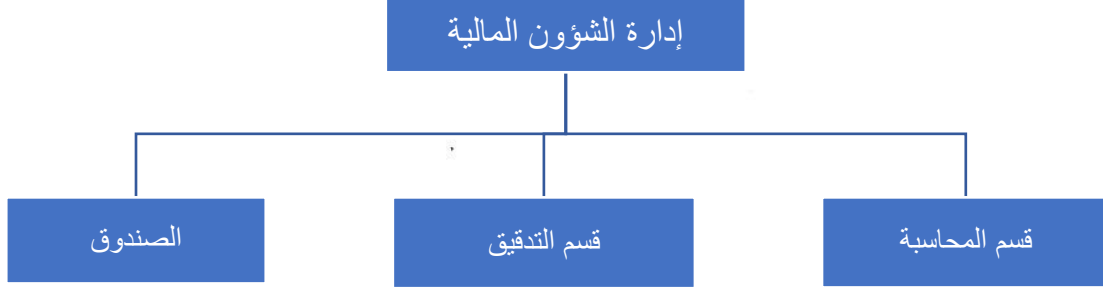 إدارة الشؤون المالية
قسم المحاسبة
قسم التدقيق
الصندوق